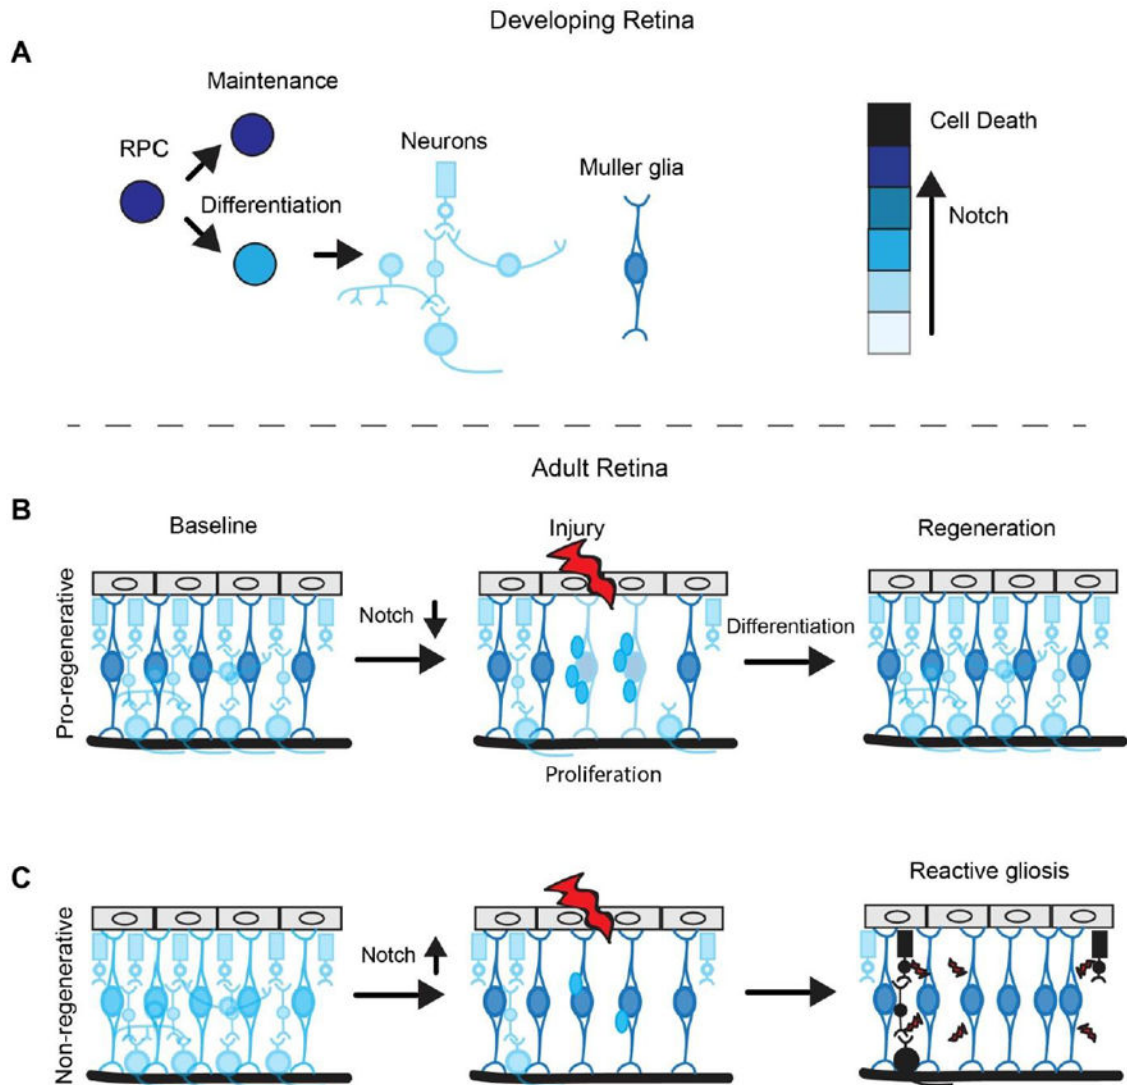 Developing Retina
A
Maintenance
RPC
Differentiation
Neurons
Muller glia
Cell Death
Notch
Adult Retina
B
Pro-regenerative
Baseline
Injury
Regeneration
Notch
Differentiation
Proliferation
C
Non-regenerative
Reactive gliosis
Notch